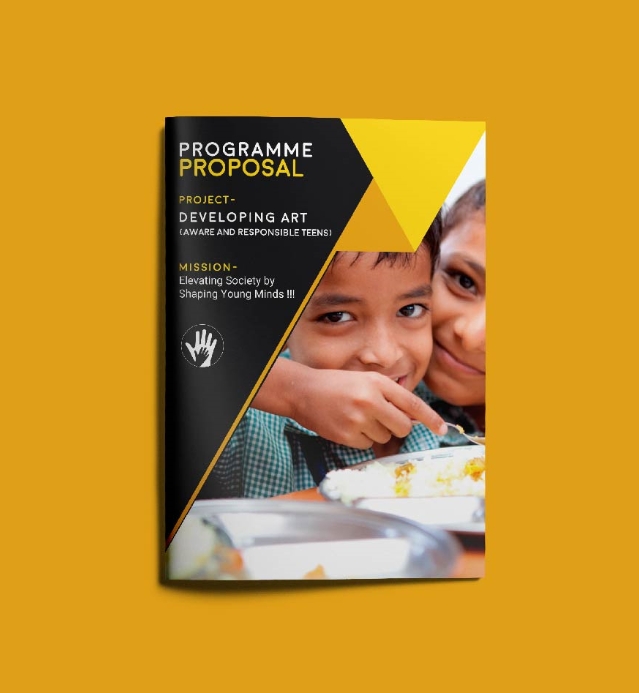 PROGRAMME
PROPOSAL
PROJECT-
DEVELOPING ART
(AWARE AND RESPONSIBLE TEENS)
MISSION-
Elevating Society by
Shaping Young Minds !!!